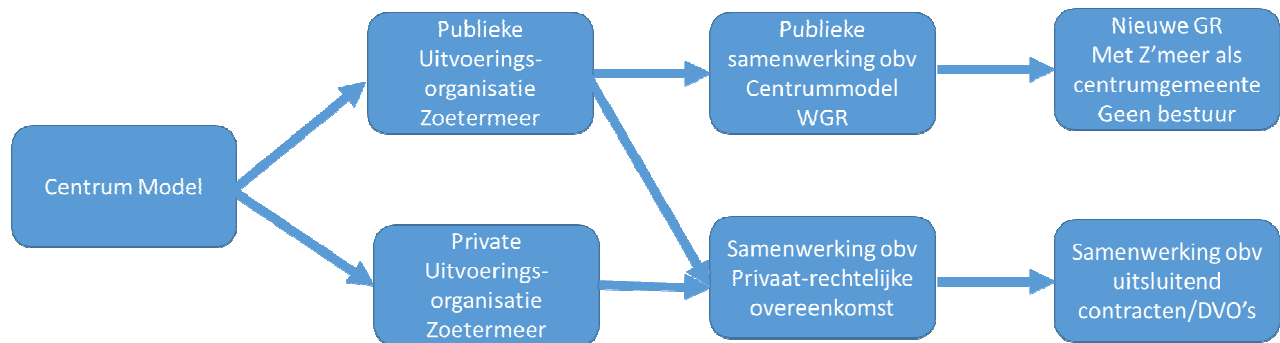 Centrum Model
Publieke
Uitvoerings-
organisatie
Zoetermeer
Publieke
samenwerking obv
Centrummodel
WGR
Nieuwe GR
Met Z'meer als
centrumgemeente
Geen bestuur
Private
Uitvoerings-
organisatie
Zoetermeer
Samenwerking obv
Privaat-rechtelijke
overeenkomst
Samenwerking obv
uitsluitend
contracten/DVO's